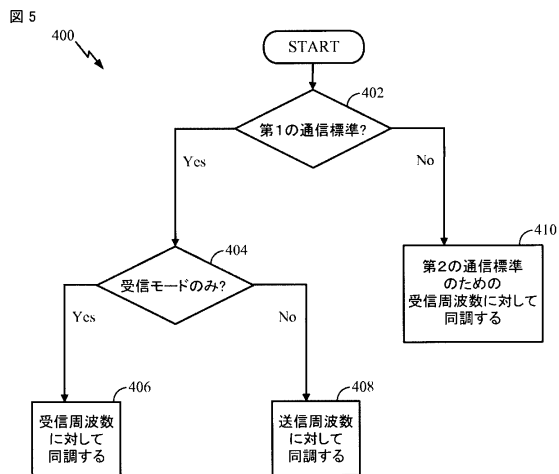 図 5
400
START
402
第1の通信標準?
Yes
No
404
受信モードのみ?
410
第2の通信標準
のための
受信周波数に対して
同調する
Yes
No
406
受信周波数
に対して
同調する
408
送信周波数
に対して
同調する